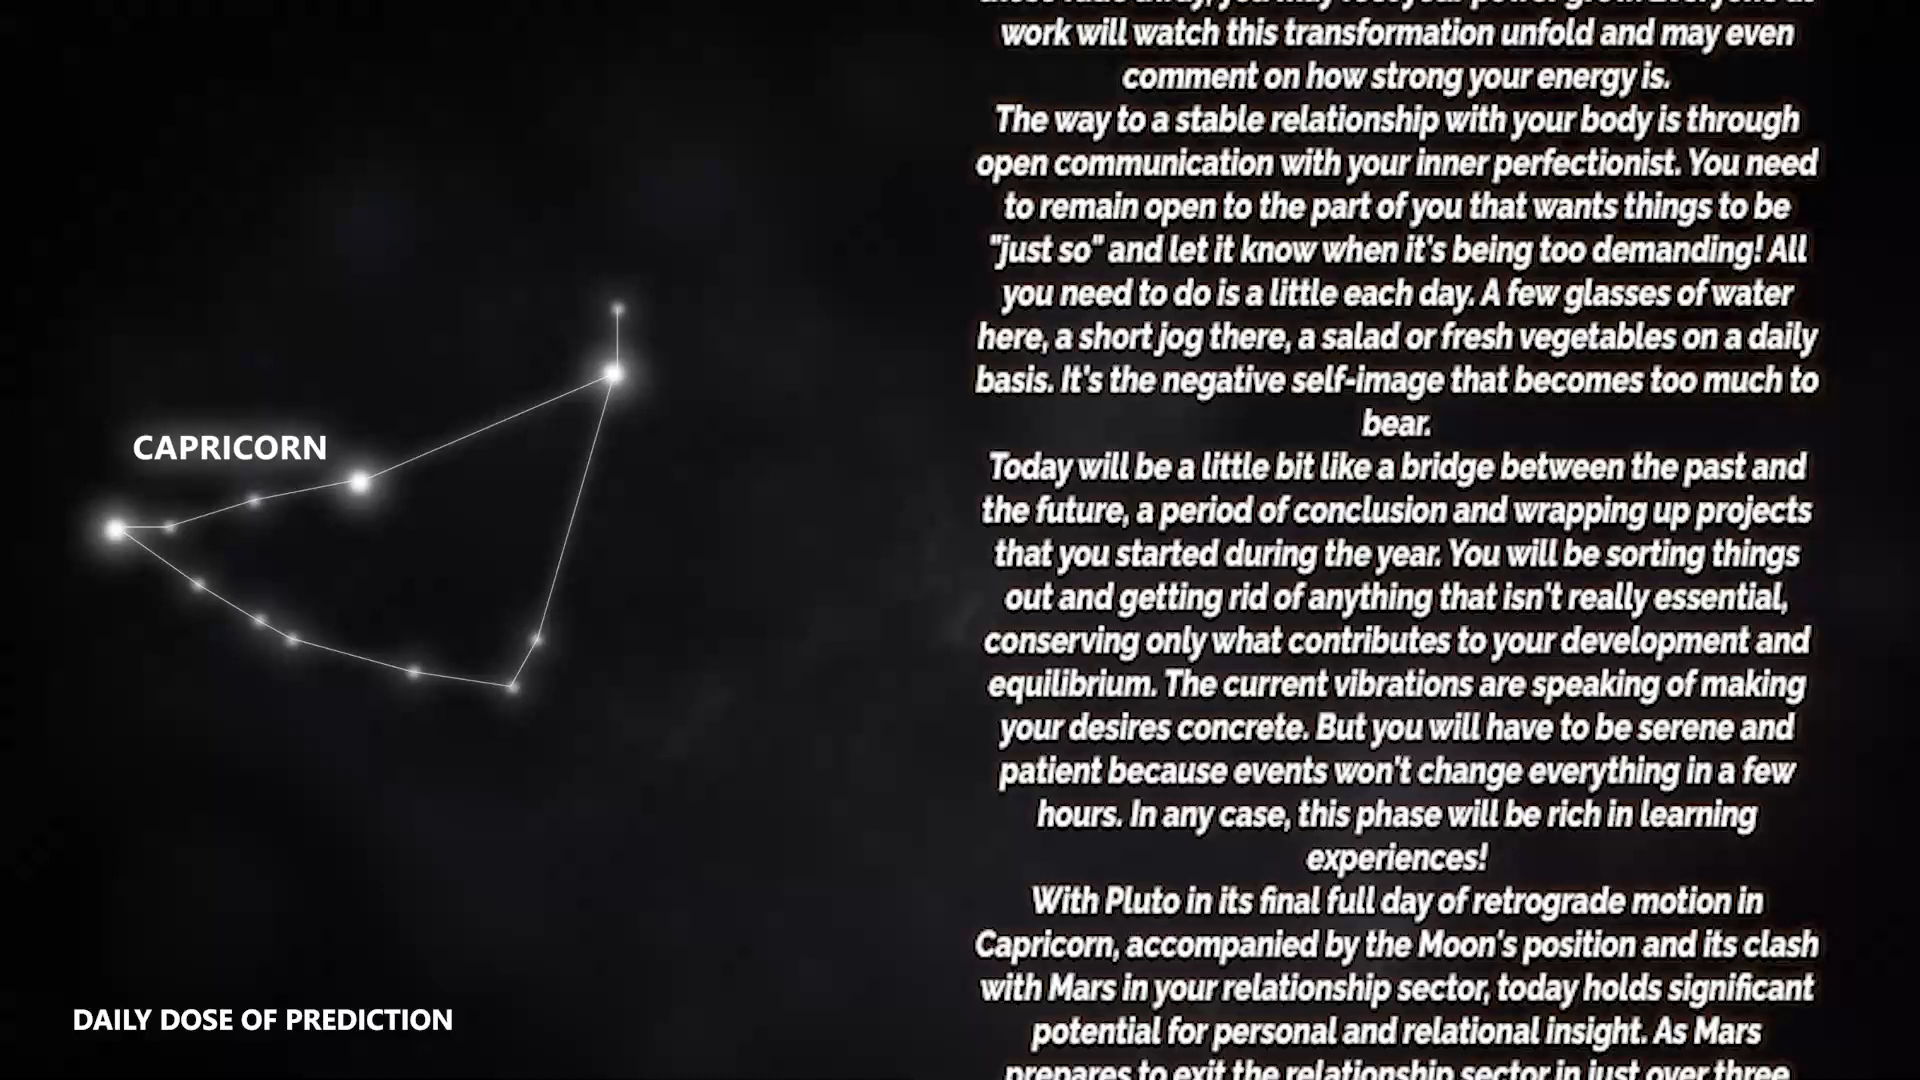 work will watch this transformation unfold and may even
comment on how strong your energy is.
The way to a stable relationship with your body is through
open communication with your inner perfectionist. You need
to remain open to the part of you that wants things to be
"just so" and let it know when it's being too demanding! All
you need to do is a little each day. A few glasses of water
here, a short jog there, a salad or fresh vegetables on a daily
basis. It's the negative self-image that becomes too much to
bear.
Today will be a little bit like a bridge between the past and
the future, a period of conclusion and wrapping up projects
that you started during the year. You will be sorting things
out and getting rid of anything that isn't really essential,
conserving only what contributes to your development and
equilibrium. The current vibrations are speaking of making
your desires concrete. But you will have to be serene and
patient because events won't change everything in a few
hours. In any case, this phase will be rich in learning
experiences!
With Pluto in its final full day of retrograde motion in
Capricorn, accompanied by the Moon's position and its clash
with Mars in your relationship sector, today holds significant
potential for personal and relational insight. As Mars
prepares to exit the relationship sector in just over three
CAPRICORN
DAILY DOSE OF PREDICTION